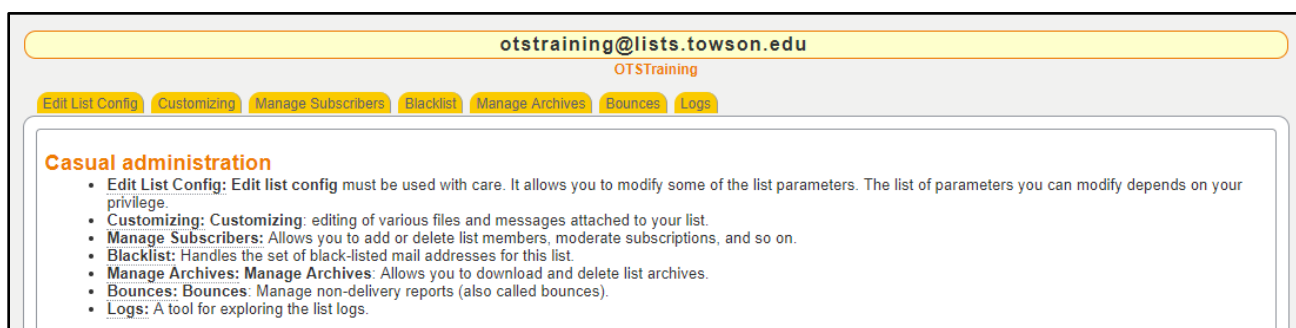 otstraining@lists.towson.edu
OTSTraining
Edit List Config Customizing Manage Subscribers Blacklist Manage Archives Bounces Logs
Casual administration
• Edit List Config: Edit list config must be used with care. It allows you to modify some of the list parameters. The list of parameters you can modify depends on your
privilege.
• Customizing: Customizing: editing of various files and messages attached to your list.
• Manage Subscribers: Allows you to add or delete list members, moderate subscriptions, and so on.
• Blacklist: Handles the set of black-listed mail addresses for this list.
• Manage Archives: Manage Archives: Allows you to download and delete list archives.
• Bounces: Bounces: Manage non-delivery reports (also called bounces).
• Logs: A tool for exploring the list logs.